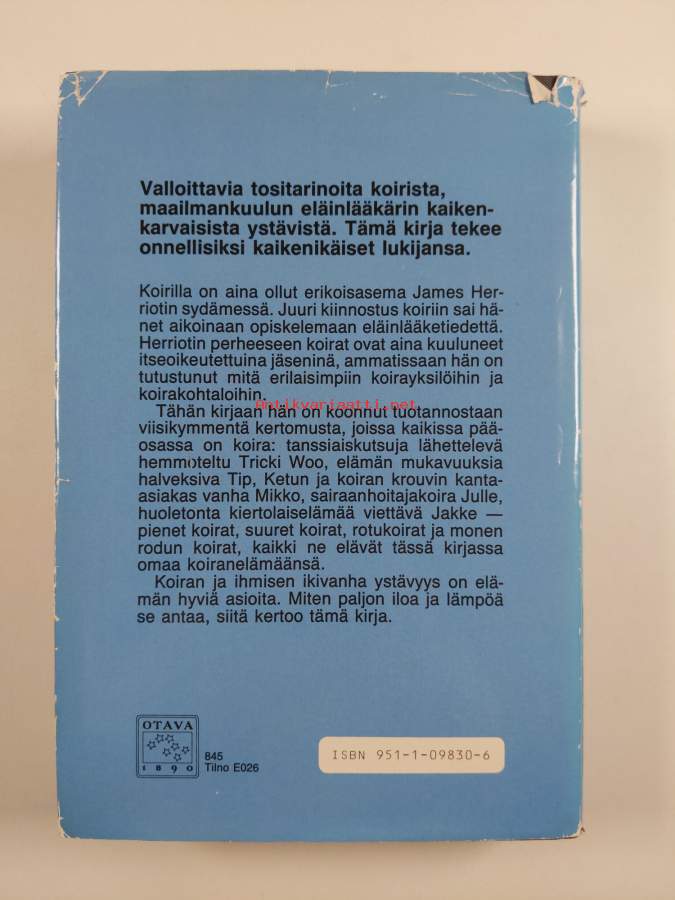 Valloittavia tositarinoita koirista,
maailmankuulun eläinlääkärin kaiken-
karvaisista ystävistä. Tämä kirja tekee
onnellisiksi kaikenikäiset lukijansa.
Koirilla on aina ollut erikoisasema James Her-
riotin sydämessä. Juuri kiinnostus koiriin sai hä-
net aikoinaan opiskelemaan eläinlääketiedettä.
Herriotin perheeseen koirat ovat aina kuuluneet
itseoikeutettuina jäseninä, ammatissaan hän on
tutustunut mitä erilaisimpiin koirayksilöihin ja
koirakohtaloihin.
Antikvariaatti.net
Tähän kirjaan hän on koonnut tuotannostaan
viisikymmentä kertomusta, joissa kaikissa pää-
osassa on koira: tanssiaiskutsuja lähettelevä
hemmoteltu Tricki Woo, elämän mukavuuksia
halveksiva Tip, Ketun ja koiran krouvin kanta-
asiakas vanha Mikko, sairaanhoitajakoira Julle,
huoletonta kiertolaiselämää viettävä Jakke —
pienet koirat, suuret koirat, rotukoirat ja monen
rodun koirat, kaikki ne elävät tässä kirjassa
omaa koiranelämäänsä.
Koiran ja ihmisen ikivanha ystävyys on elä-
män hyviä asioita. Miten paljon iloa ja lämpöä
se antaa, siitä kertoo tämä kirja.
OTAVA
1890
845
Tilno E026
ISBN 951-1-09830-6